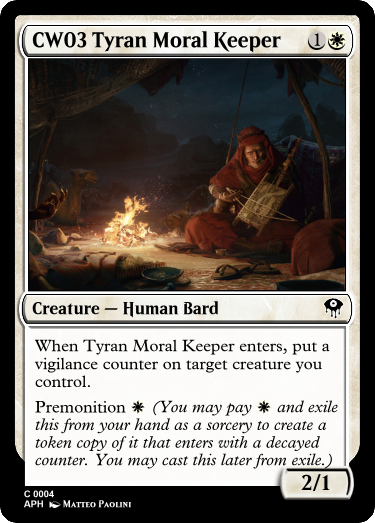 CW03 Tyran Moral Keeper 1
Creature — Human Bard
When Tyran Moral Keeper enters, put a
vigilance counter on target creature you
control.
Premonition (You may pay and exile
this from your hand as a sorcery to create a
token copy of it that enters with a decayed
counter. You may cast this later from exile.)
2/1
C 0004
APH Matteo Paolini